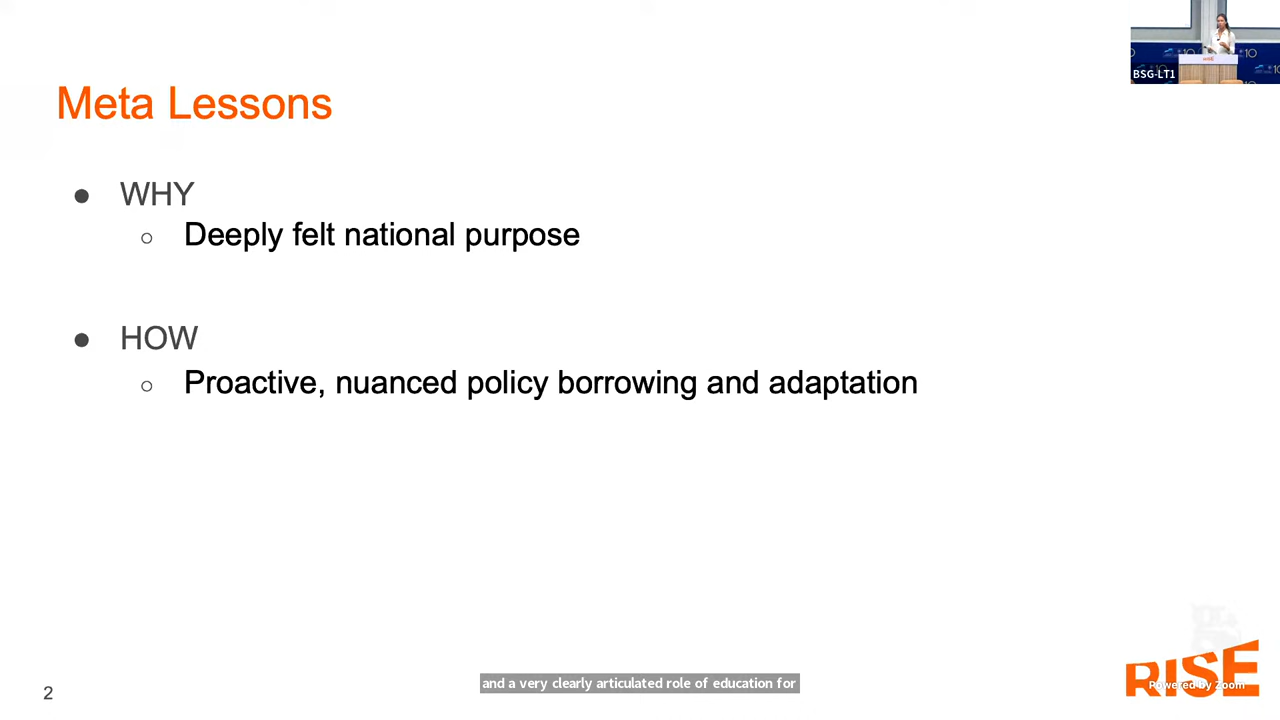 BSG-LT1
Meta Lessons
● WHY
○ Deeply felt national purpose
● HOW
○ Proactive, nuanced policy borrowing and adaptation
RISE
Powered by Zoom
and a very clearly articulated role of education for
2